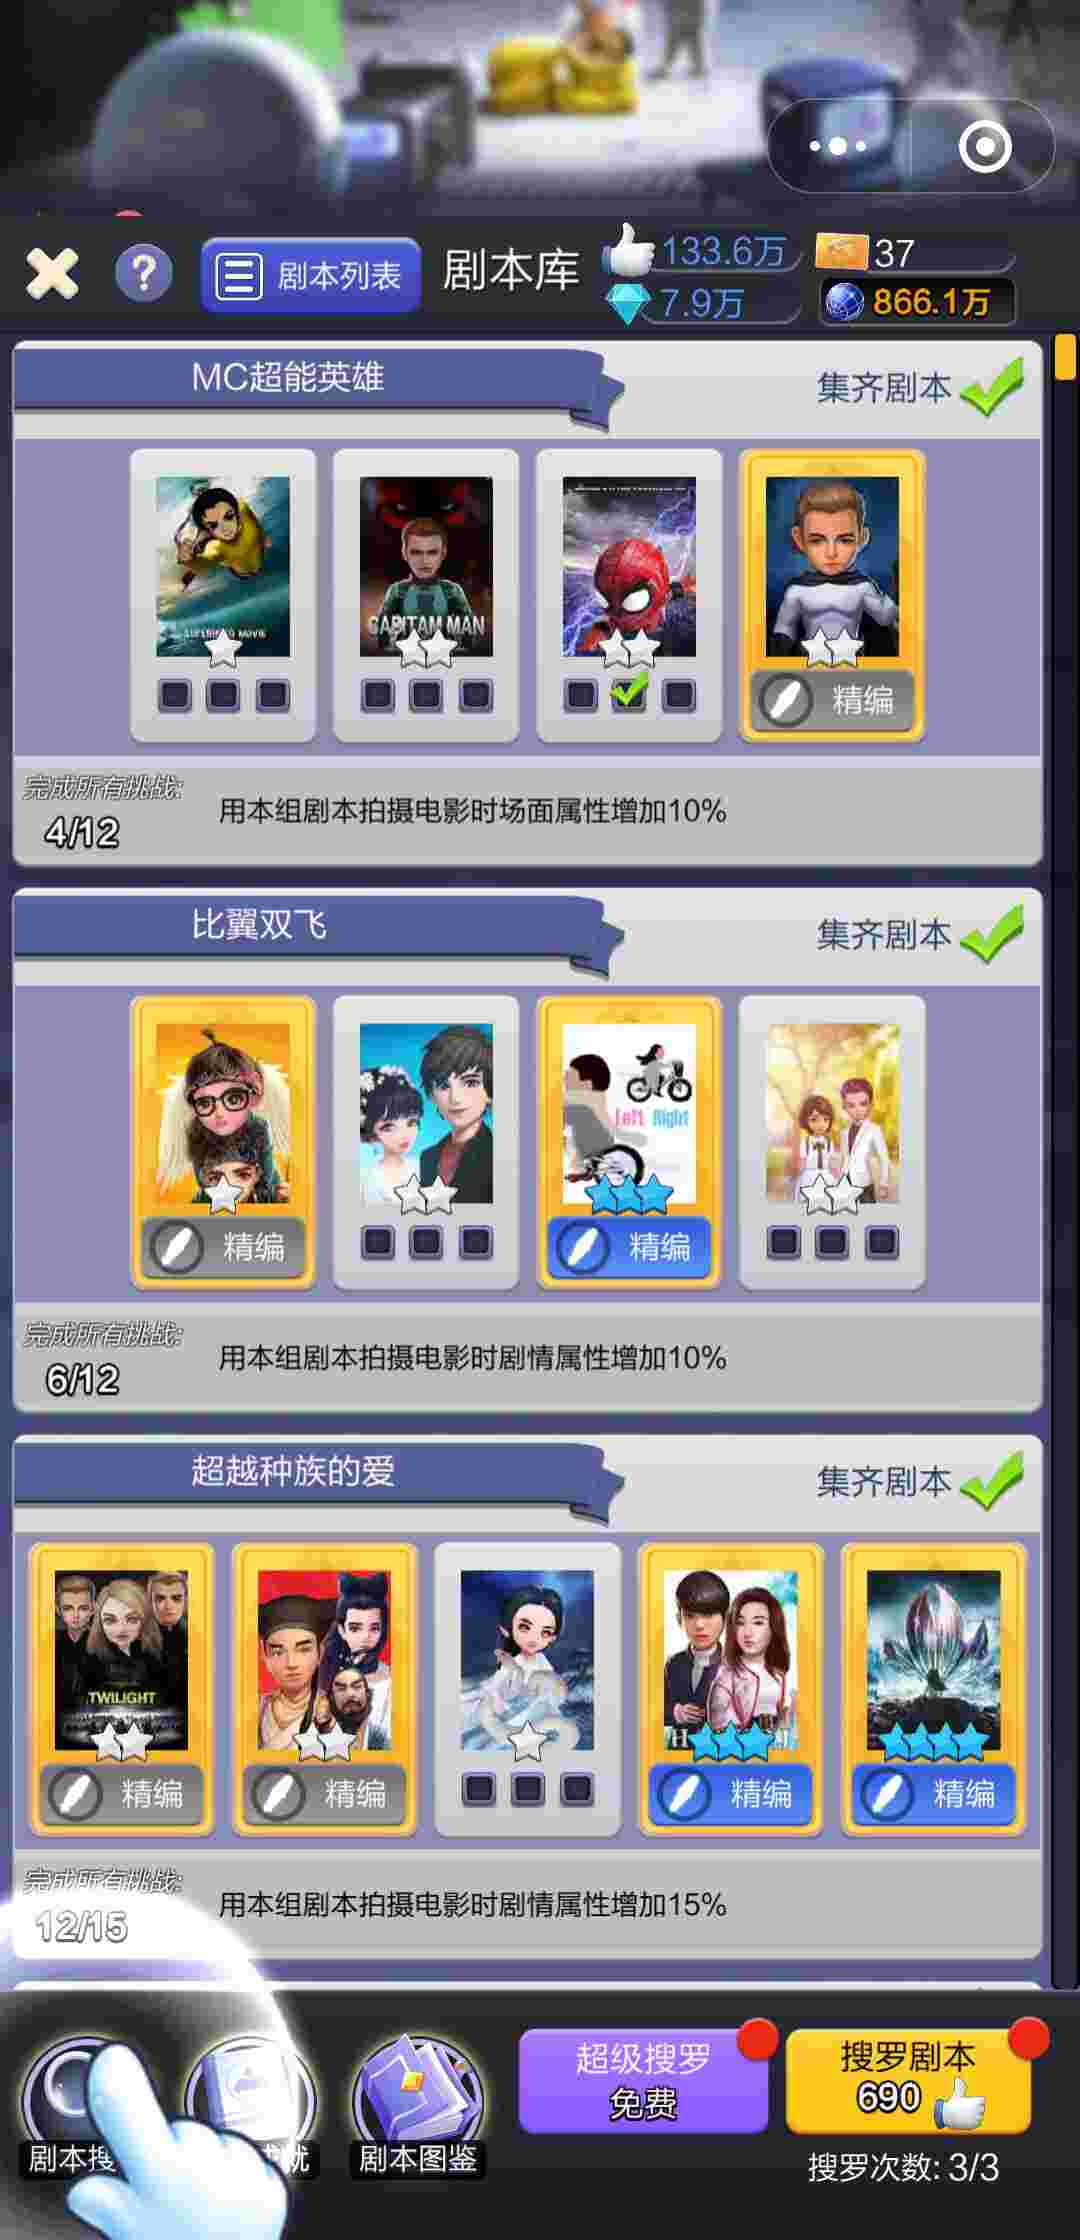 ?
剧本列表
剧本库
133.6万
37
7.9万
866.1万
MC超能英雄
集齐剧本
CAPITAM MAN
精编
完成所有挑战:
4/12
用本组剧本拍摄电影时场面属性增加10%
比翼双飞
集齐剧本
Left Right
精编
精编
完成所有挑战:
6/12
用本组剧本拍摄电影时剧情属性增加10%
超越种族的爱
集齐剧本
TWILIGHT
精编
精编
精编
精编
完成所有挑战:
12/15
用本组剧本拍摄电影时剧情属性增加15%
超级搜罗
免费
搜罗剧本
690
剧本搜
剧本图鉴
搜罗次数: 3/3